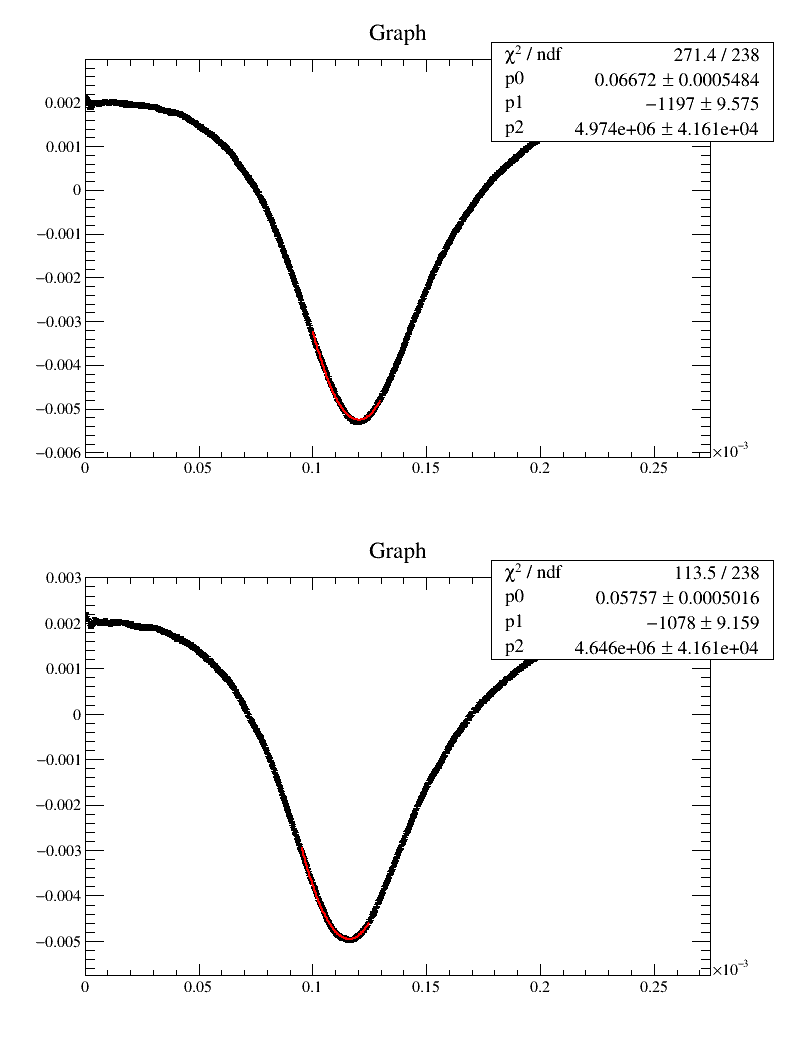 Graph
χ² / ndf 271.4 / 238
p0 0.06672 ± 0.0005484
p1 −1197 ± 9.575
p2 4.974e+06 ± 4.161e+04
0.002
0.001
0
−0.001
−0.002
−0.003
−0.004
−0.005
−0.006
0 0.05 0.1 0.15 0.2 0.25
×10⁻³
Graph
χ² / ndf 113.5 / 238
p0 0.05757 ± 0.0005016
p1 −1078 ± 9.159
p2 4.646e+06 ± 4.161e+04
0.003
0.002
0.001
0
−0.001
−0.002
−0.003
−0.004
−0.005
0 0.05 0.1 0.15 0.2 0.25
×10⁻³